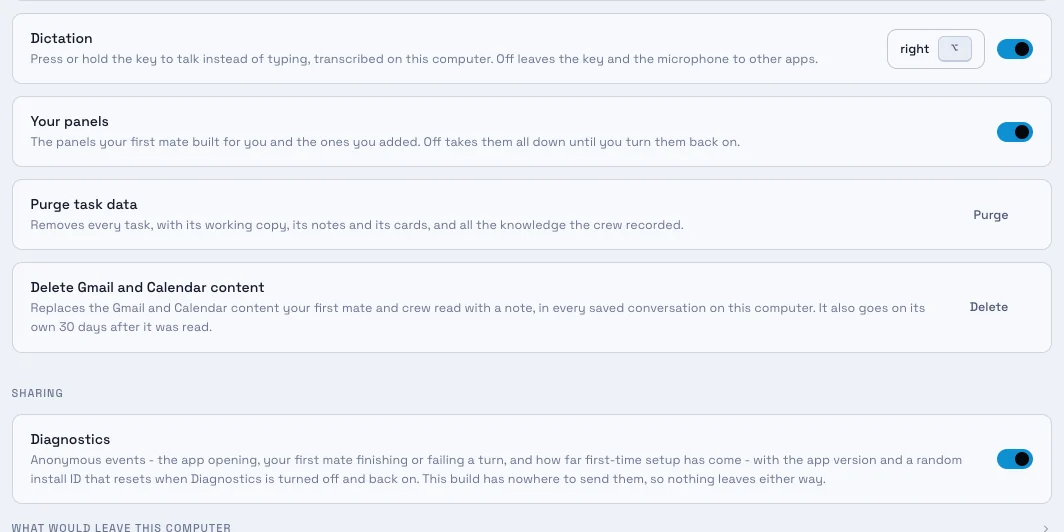 Dictation
Press or hold the key to talk instead of typing, transcribed on this computer. Off leaves the key and the microphone to other apps.
right ⌥
Your panels
The panels your first mate built for you and the ones you added. Off takes them all down until you turn them back on.
Purge task data
Removes every task, with its working copy, its notes and its cards, and all the knowledge the crew recorded.
Purge
Delete Gmail and Calendar content
Replaces the Gmail and Calendar content your first mate and crew read with a note, in every saved conversation on this computer. It also goes on its
own 30 days after it was read.
Delete
SHARING
Diagnostics
Anonymous events - the app opening, your first mate finishing or failing a turn, and how far first-time setup has come - with the app version and a random
install ID that resets when Diagnostics is turned off and back on. This build has nowhere to send them, so nothing leaves either way.
WHAT WOULD LEAVE THIS COMPUTER